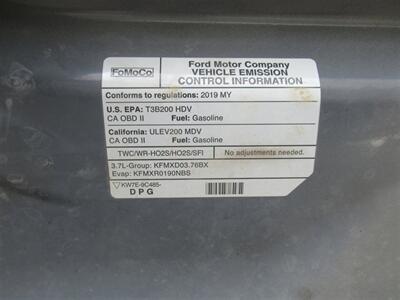 FoMoCo
Ford Motor Company
VEHICLE EMISSION
CONTROL INFORMATION
Conforms to regulations: 2019 MY
U.S. EPA: T3B200 HDV
CA OBD II Fuel: Gasoline
California: ULEV200 MDV
CA OBD II Fuel: Gasoline
TWC/WR-HO2S/HO2S/SFI No adjustments needed.
3.7L-Group: KFMXD03.76BX
Evap: KFMXR0190NBS
KW7E-9C485-
DPG